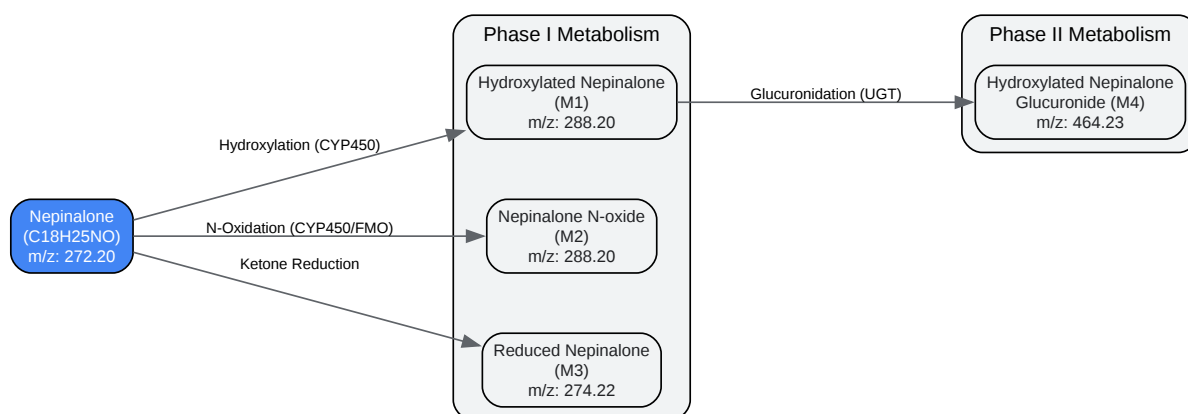 Phase I Metabolism
Phase II Metabolism
Hydroxylated Nepinalone
(M1)
m/z: 288.20
Glucuronidation (UGT)
Hydroxylated Nepinalone
Glucuronide (M4)
m/z: 464.23
Hydroxylation (CYP450)
Nepinalone
(C18H25NO)
m/z: 272.20
N-Oxidation (CYP450/FMO)
Nepinalone N-oxide
(M2)
m/z: 288.20
Ketone Reduction
Reduced Nepinalone
(M3)
m/z: 274.22